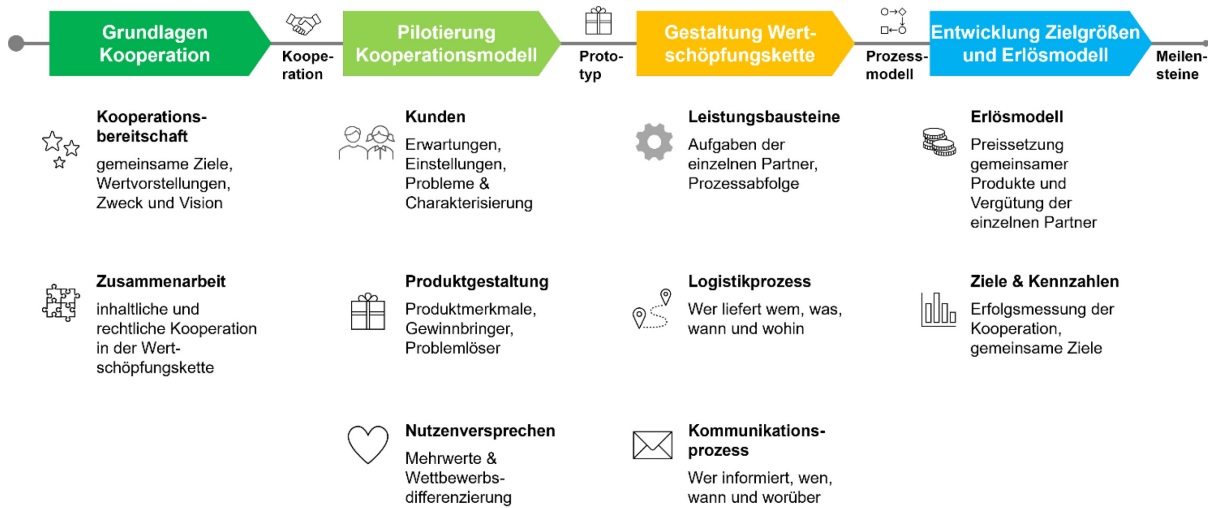 Grundlagen
Kooperation
Koope-
ration
Pilotierung
Kooperationsmodell
Proto-
typ
Gestaltung Wert-
schöpfungskette
Prozess-
modell
Entwicklung Zielgrößen
und Erlösmodell
Meilen-
steine
Kooperations-
bereitschaft
gemeinsame Ziele,
Wertvorstellungen,
Zweck und Vision
Zusammenarbeit
inhaltliche und
rechtliche Kooperation
in der Wert-
schöpfungskette
Kunden
Erwartungen,
Einstellungen,
Probleme &
Charakterisierung
Produktgestaltung
Produktmerkmale,
Gewinnbringer,
Problemlöser
Nutzenversprechen
Mehrwerte &
Wettbewerbs-
differenzierung
Leistungsbausteine
Aufgaben der
einzelnen Partner,
Prozessabfolge
Logistikprozess
Wer liefert wem, was,
wann und wohin
Kommunikations-
prozess
Wer informiert, wen,
wann und worüber
Erlösmodell
Preissetzung
gemeinsamer
Produkte und
Vergütung der
einzelnen Partner
Ziele & Kennzahlen
Erfolgsmessung der
Kooperation,
gemeinsame Ziele